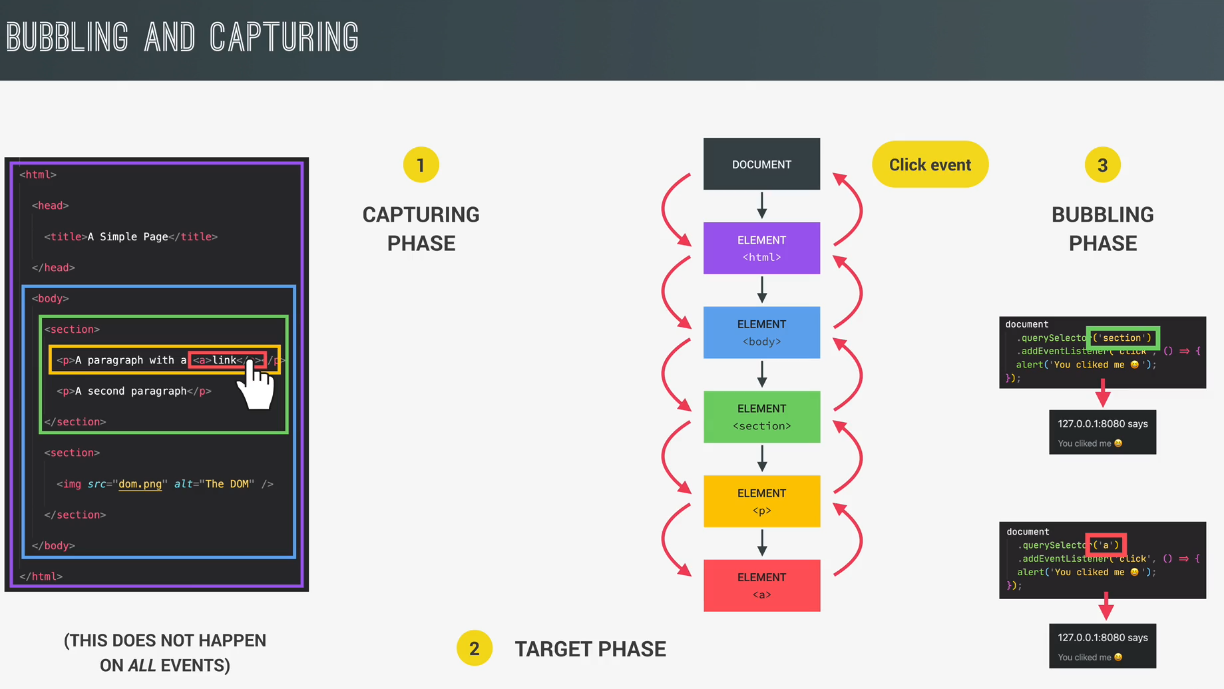 BUBBLING AND CAPTURING
<html>
<head>
<title>A Simple Page</title>
</head>
<body>
<section>
<p>A paragraph with a <a>link</a></p>
<p>A second paragraph</p>
</section>
<section>
<img src="dom.png" alt="The DOM" />
</section>
</body>
</html>
(THIS DOES NOT HAPPEN
ON ALL EVENTS)
1
CAPTURING
PHASE
2
TARGET PHASE
DOCUMENT
ELEMENT
<html>
ELEMENT
<body>
ELEMENT
<section>
ELEMENT
<p>
ELEMENT
<a>
Click event
3
BUBBLING
PHASE
document
.querySelector('section')
.addEventListener('click', () => {
alert('You cliked me 😀');
});
127.0.0.1:8080 says
You cliked me 😀
document
.querySelector('a')
.addEventListener('click', () => {
alert('You cliked me 😀');
});
127.0.0.1:8080 says
You cliked me 😀